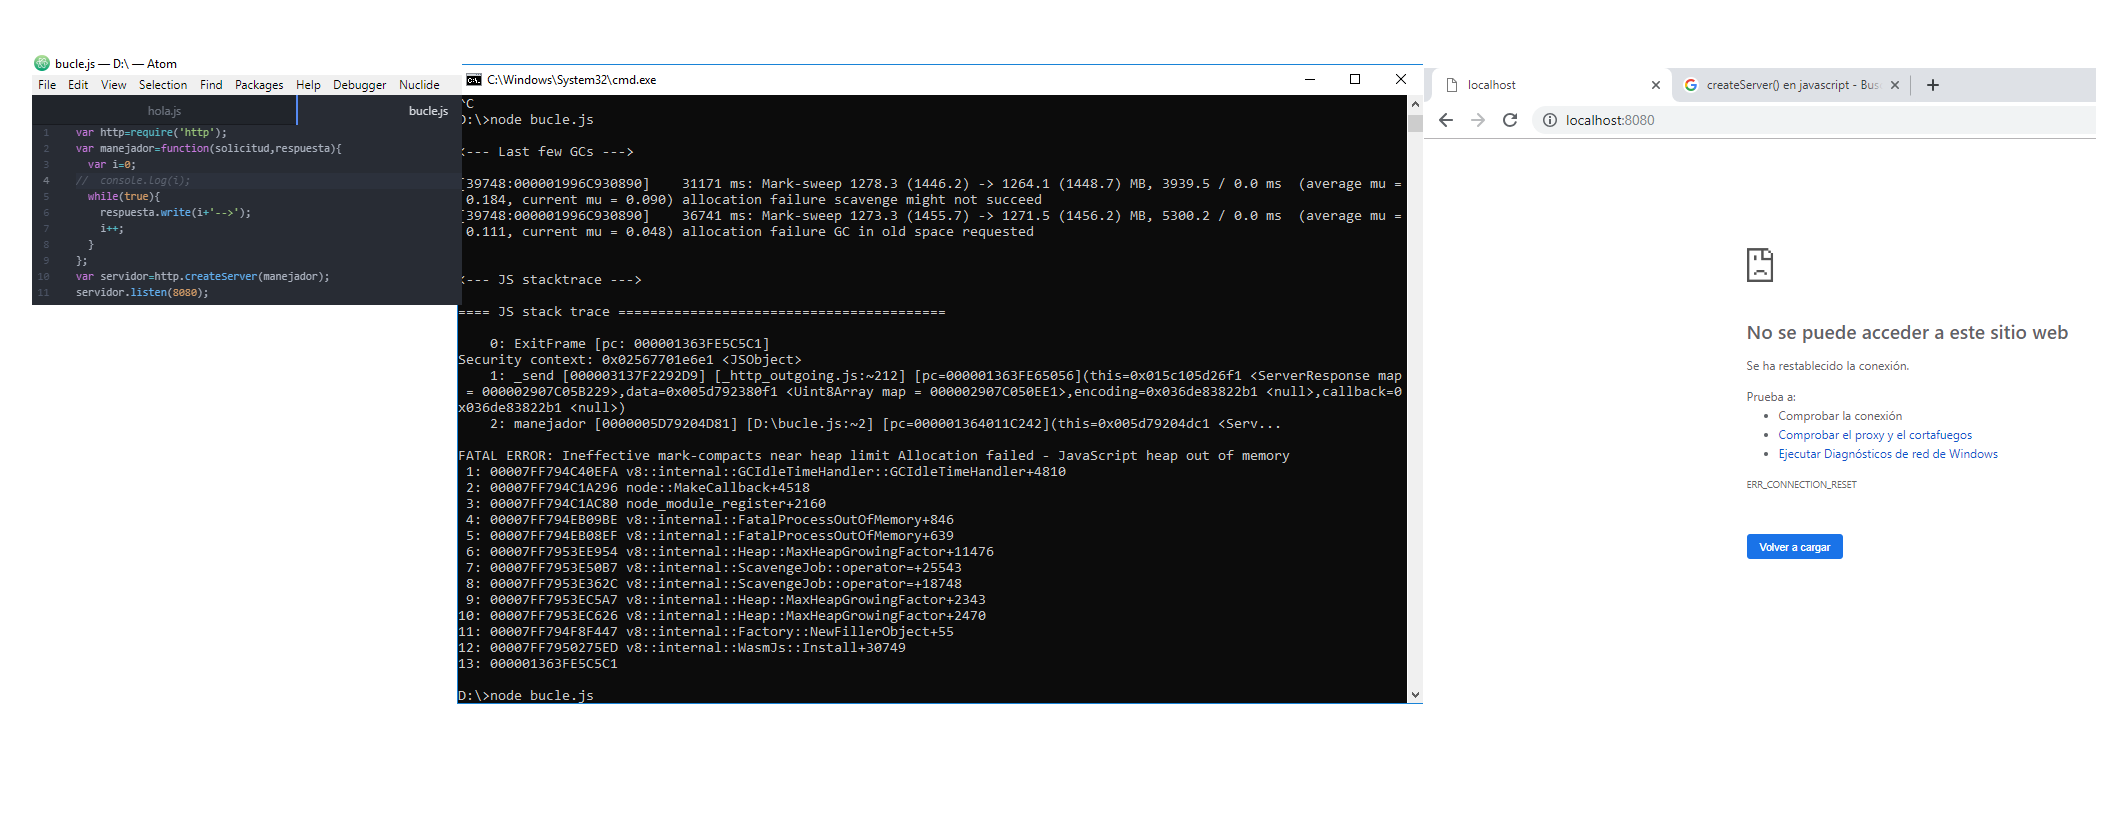 bucle.js — D:\ — Atom
File Edit View Selection Find Packages Help Debugger Nuclide
hola.js bucle.js
1 var http=require('http');
2 var manejador=function(solicitud,respuesta){
3 var i=0;
4 // console.log(i);
5 while(true){
6 respuesta.write(i+'-->');
7 i++;
8 }
9 };
10 var servidor=http.createServer(manejador);
11 servidor.listen(8080);
C:\Windows\System32\cmd.exe
^C
D:\>node bucle.js
<--- Last few GCs --->
[39748:000001996C930890] 31171 ms: Mark-sweep 1278.3 (1446.2) -> 1264.1 (1448.7) MB, 3939.5 / 0.0 ms (average mu =
0.184, current mu = 0.090) allocation failure scavenge might not succeed
[39748:000001996C930890] 36741 ms: Mark-sweep 1273.3 (1455.7) -> 1271.5 (1456.2) MB, 5300.2 / 0.0 ms (average mu =
0.111, current mu = 0.048) allocation failure GC in old space requested
<--- JS stacktrace --->
==== JS stack trace =========================================
0: ExitFrame [pc: 000001363FE5C5C1]
Security context: 0x02567701e6e1 <JSObject>
1: _send [000003137F2292D9] [_http_outgoing.js:~212] [pc=000001363FE65056](this=0x015c105d26f1 <ServerResponse map
= 000002907C05B229>,data=0x005d792380f1 <Uint8Array map = 000002907C050EE1>,encoding=0x036de83822b1 <null>,callback=0
x036de83822b1 <null>)
2: manejador [0000005D79204D81] [D:\bucle.js:~2] [pc=000001364011C242](this=0x005d79204dc1 <Serv...
FATAL ERROR: Ineffective mark-compacts near heap limit Allocation failed - JavaScript heap out of memory
1: 00007FF794C40EFA v8::internal::GCIdleTimeHandler::GCIdleTimeHandler+4810
2: 00007FF794C1A296 node::MakeCallback+4518
3: 00007FF794C1AC80 node_module_register+2160
4: 00007FF794EB09BE v8::internal::FatalProcessOutOfMemory+846
5: 00007FF794EB08EF v8::internal::FatalProcessOutOfMemory+639
6: 00007FF7953EE954 v8::internal::Heap::MaxHeapGrowingFactor+11476
7: 00007FF7953E50B7 v8::internal::ScavengeJob::operator=+25543
8: 00007FF7953E362C v8::internal::ScavengeJob::operator=+18748
9: 00007FF7953EC5A7 v8::internal::Heap::MaxHeapGrowingFactor+2343
10: 00007FF7953EC626 v8::internal::Heap::MaxHeapGrowingFactor+2470
11: 00007FF794F8F447 v8::internal::Factory::NewFillerObject+55
12: 00007FF7950275ED v8::internal::WasmJs::Install+30749
13: 000001363FE5C5C1
D:\>node bucle.js
localhost createServer() en javascript - Bus
localhost:8080
No se puede acceder a este sitio web
Se ha restablecido la conexión.
Prueba a:
• Comprobar la conexión
• Comprobar el proxy y el cortafuegos
• Ejecutar Diagnósticos de red de Windows
ERR_CONNECTION_RESET
Volver a cargar